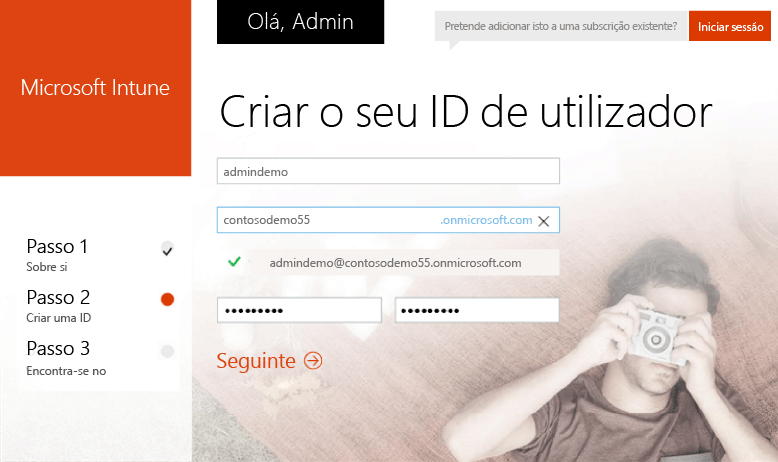 Olá, Admin
Pretende adicionar isto a uma subscrição existente?
Iniciar sessão
Microsoft Intune
Criar o seu ID de utilizador
admindemo
contosodemo55 .onmicrosoft.com
admindemo@contosodemo55.onmicrosoft.com
Passo 1
Sobre si
Passo 2
Criar uma ID
Passo 3
Encontra-se no
•••••••••  •••••••••
Seguinte